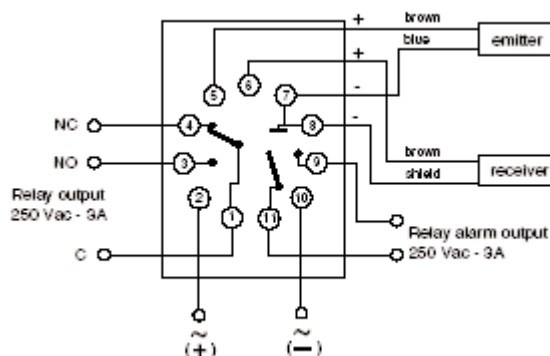 + brown
emitter
blue
-
+
5
6
7
-
NC
4
8
NO
3
9
brown
receiver
shield
Relay output
250 Vac - 3A
2
1
11
10
Relay alarm output
250 Vac - 3A
C
~
(+)
~
(-)